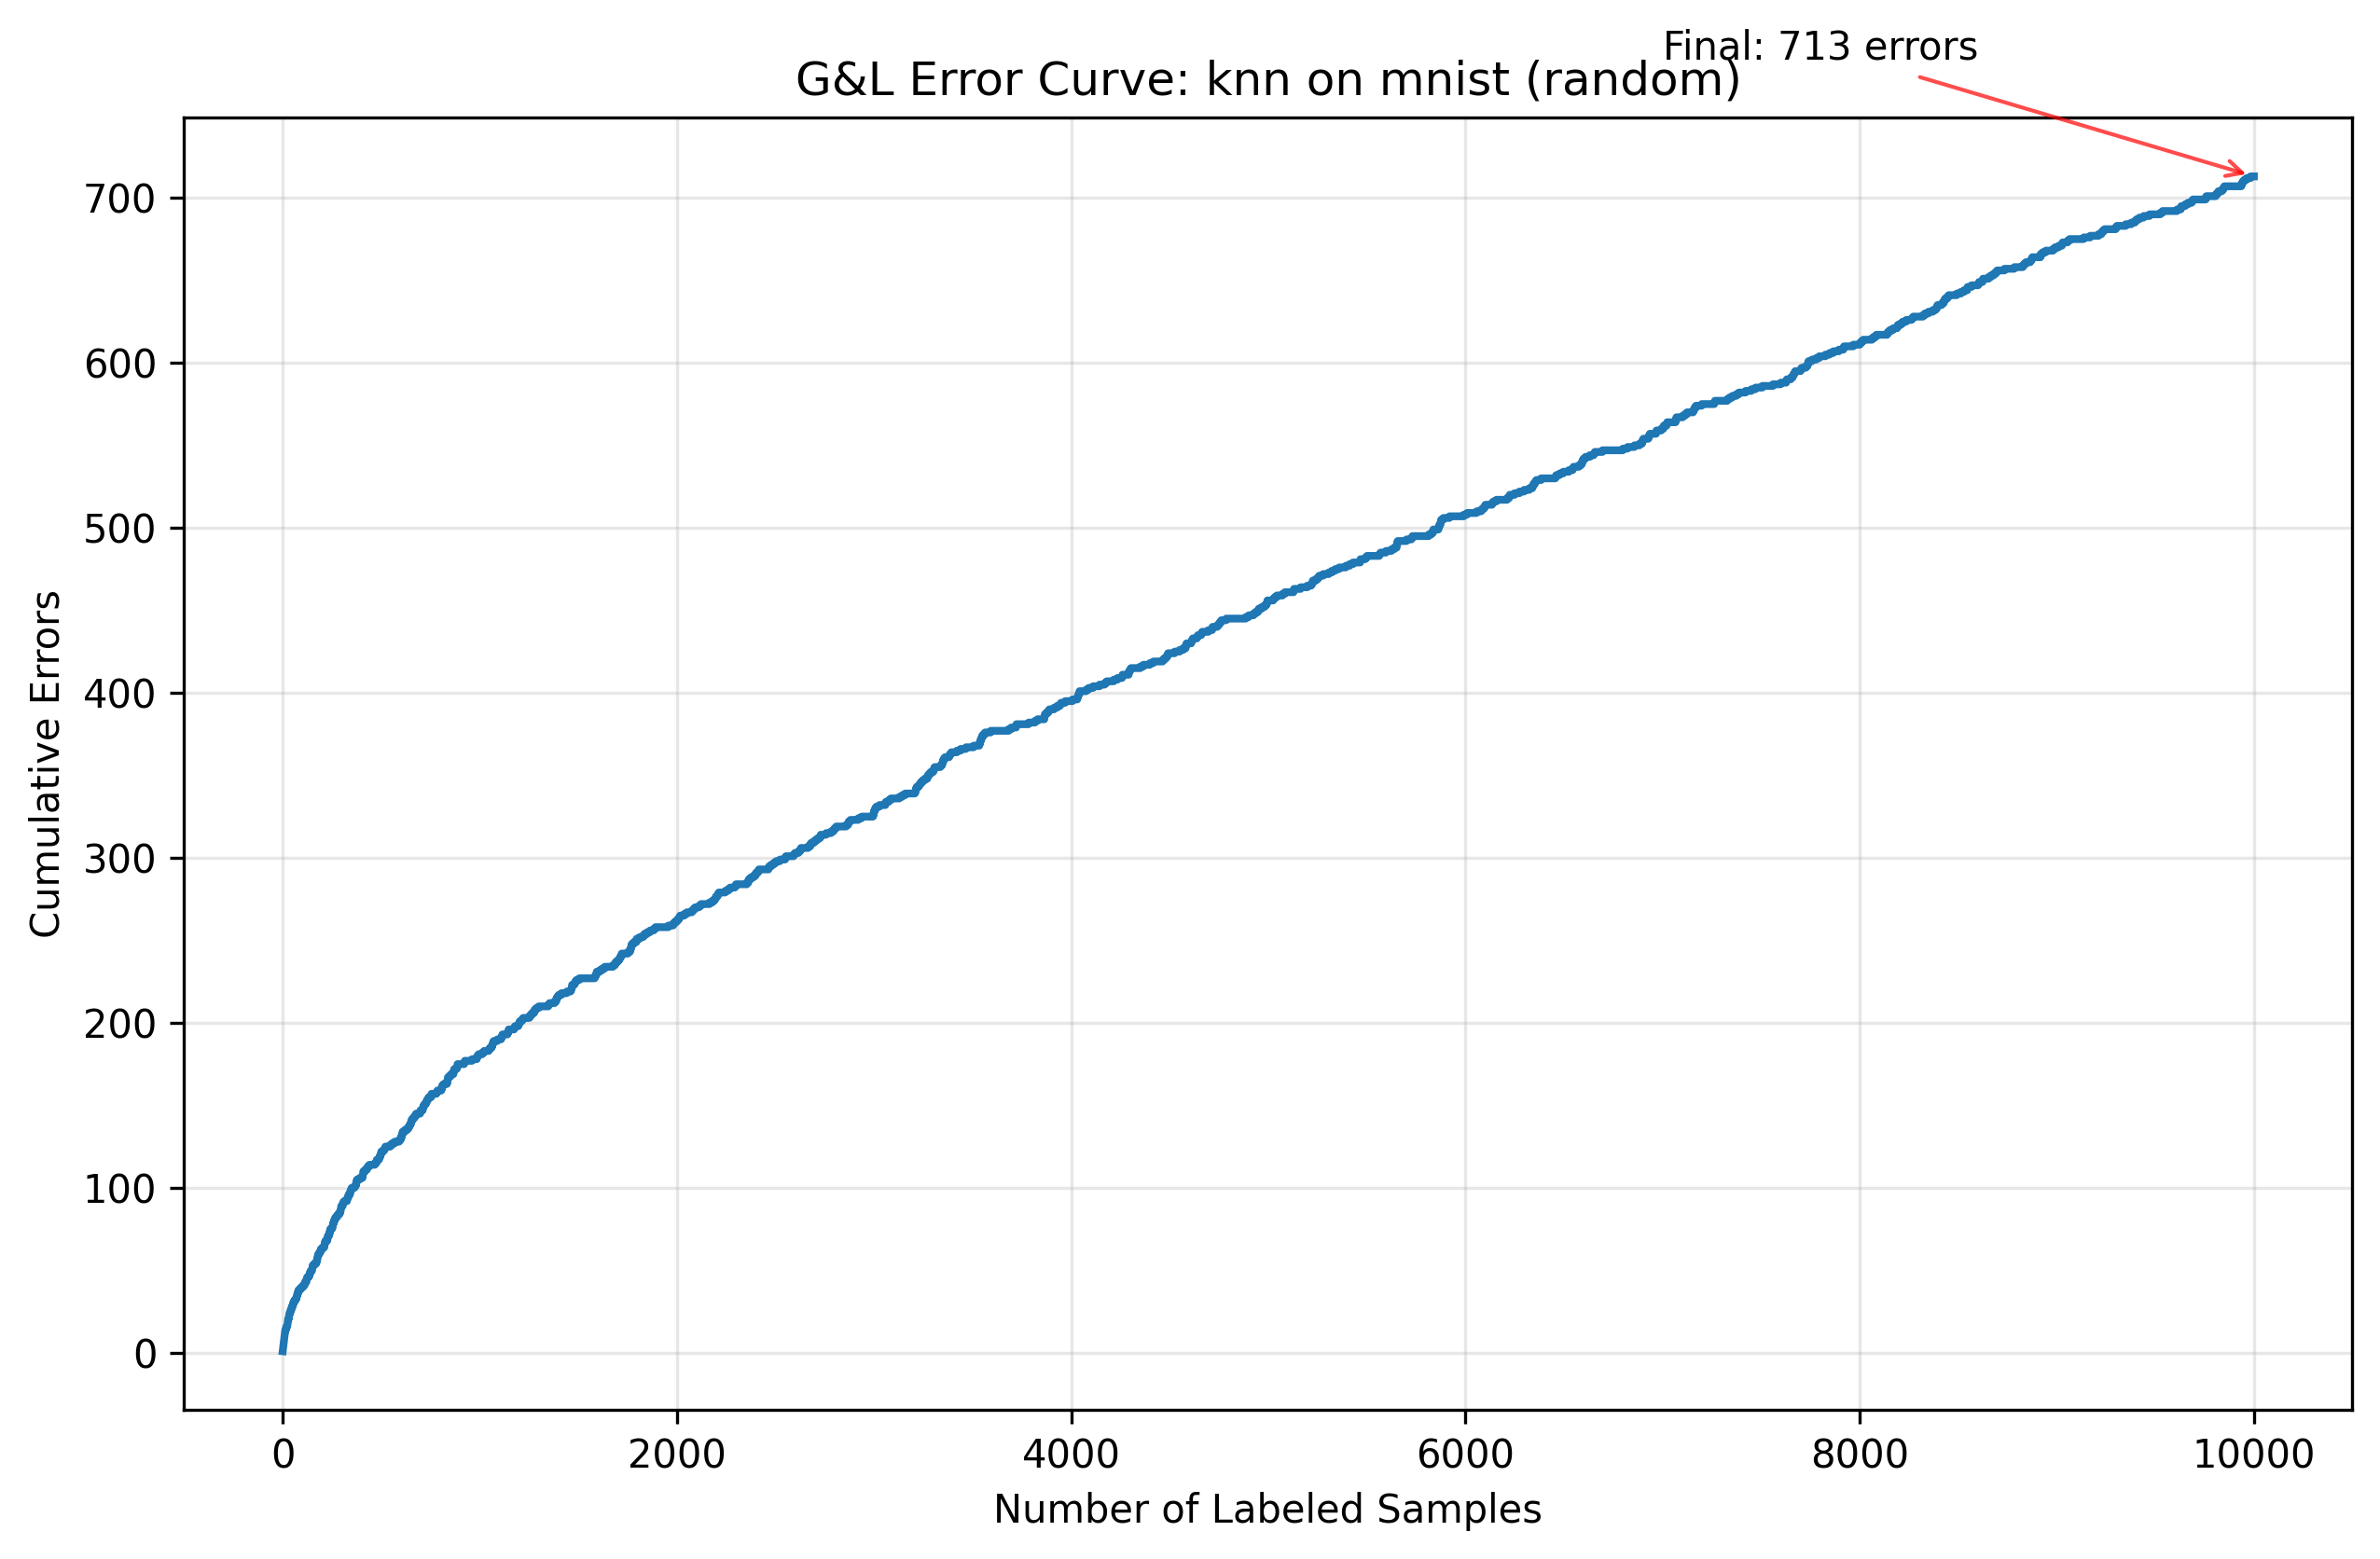 Final: 713 errors
G&L Error Curve: knn on mnist (random)
700
600
500
400
300
200
100
0
Cumulative Errors
0 2000 4000 6000 8000 10000
Number of Labeled Samples